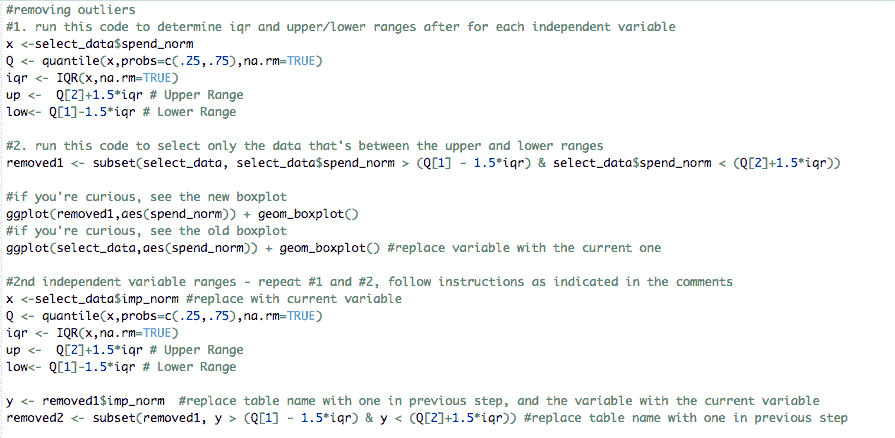 #removing outliers
#1. run this code to determine iqr and upper/lower ranges after for each independent variable
x <-select_data$spend_norm
Q <- quantile(x,probs=c(.25,.75),na.rm=TRUE)
iqr <- IQR(x,na.rm=TRUE)
up <-  Q[2]+1.5*iqr # Upper Range
low<- Q[1]-1.5*iqr # Lower Range
#2. run this code to select only the data that's between the upper and lower ranges
removed1 <- subset(select_data, select_data$spend_norm > (Q[1] - 1.5*iqr) & select_data$spend_norm < (Q[2]+1.5*iqr))
#if you're curious, see the new boxplot
ggplot(removed1,aes(spend_norm)) + geom_boxplot()
#if you're curious, see the old boxplot
ggplot(select_data,aes(spend_norm)) + geom_boxplot() #replace variable with the current one
#2nd independent variable ranges - repeat #1 and #2, follow instructions as indicated in the comments
x <-select_data$imp_norm #replace with current variable
Q <- quantile(x,probs=c(.25,.75),na.rm=TRUE)
iqr <- IQR(x,na.rm=TRUE)
up <-  Q[2]+1.5*iqr # Upper Range
low<- Q[1]-1.5*iqr # Lower Range
y <- removed1$imp_norm  #replace table name with one in previous step, and the variable with the current variable
removed2 <- subset(removed1, y > (Q[1] - 1.5*iqr) & y < (Q[2]+1.5*iqr)) #replace table name with one in previous step